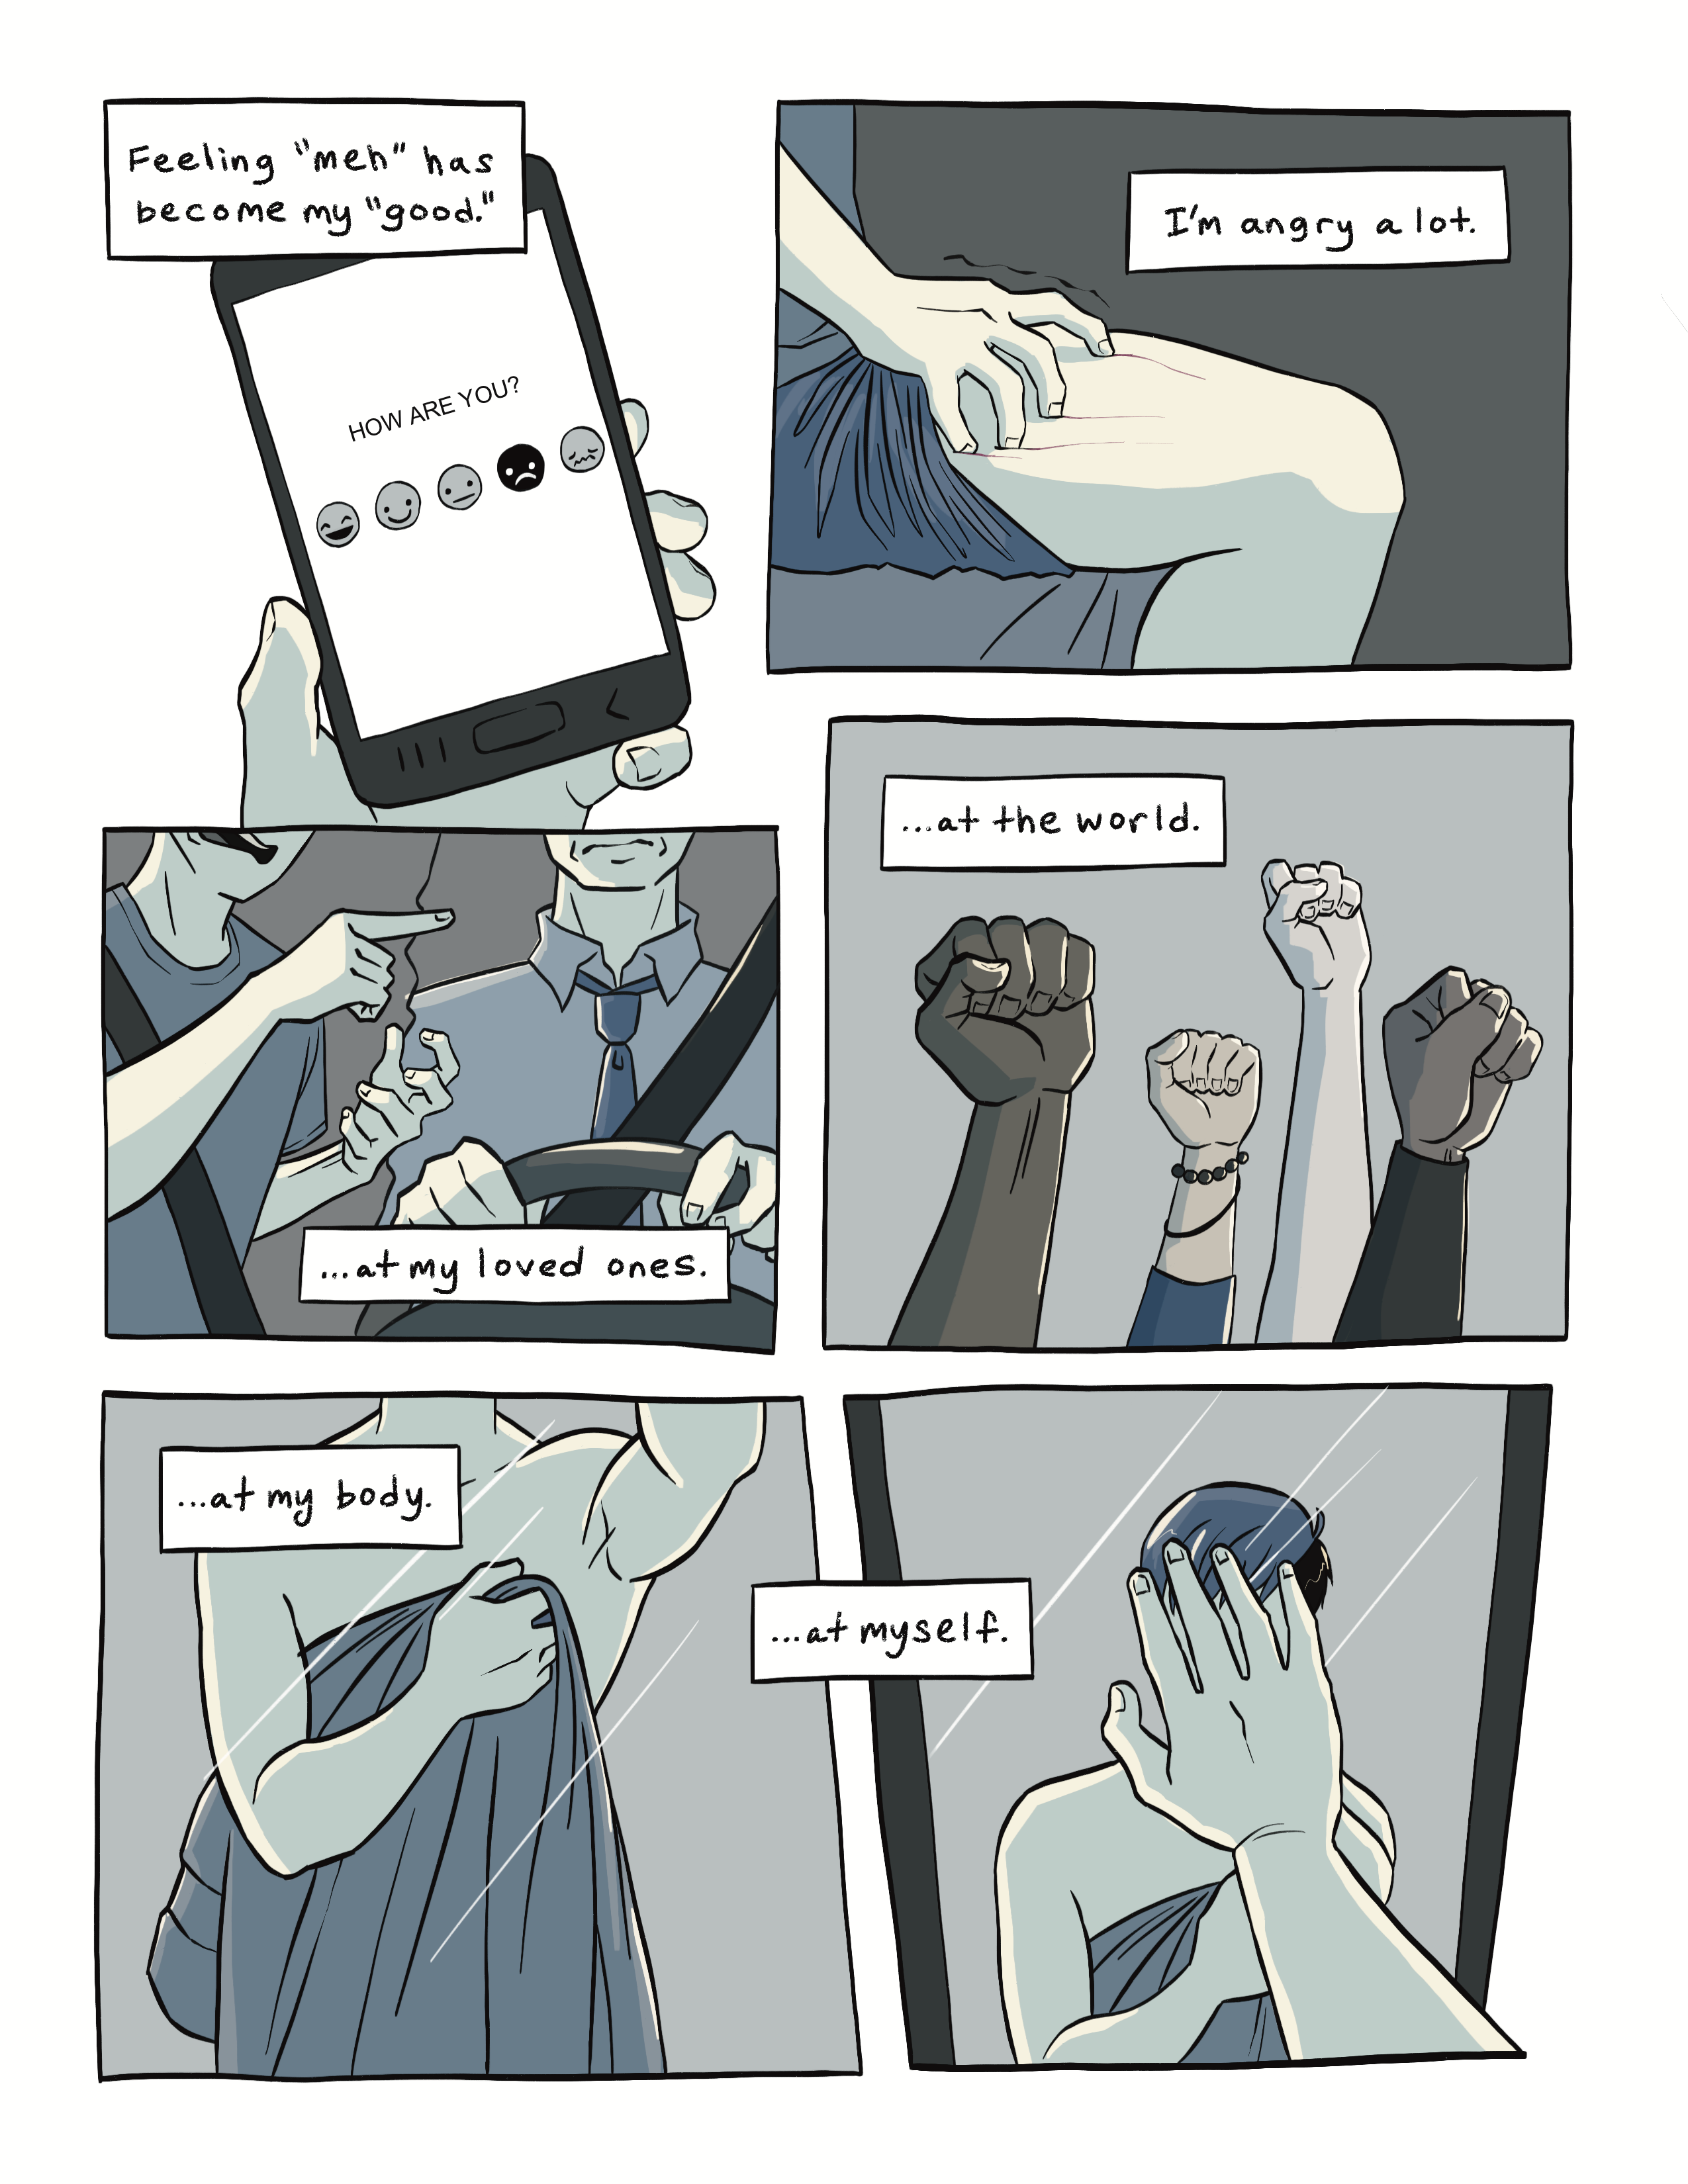 Feeling "meh" has
become my "good."
HOW ARE YOU?
I'm angry a lot.
...at the world.
...at my loved ones.
...at my body.
...at myself.